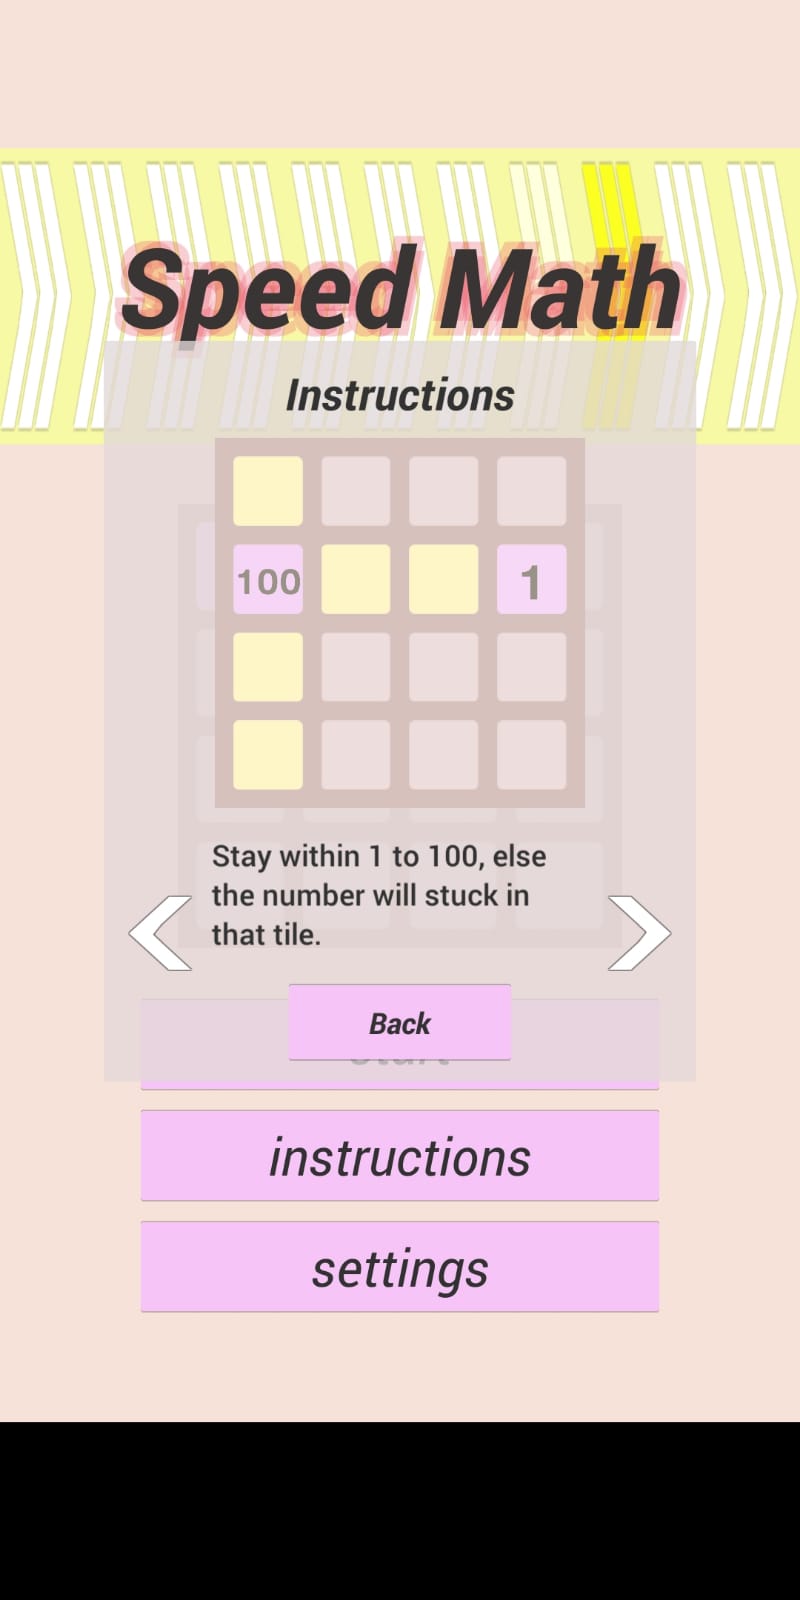 Speed Math
Instructions
100
1
Stay within 1 to 100, else
the number will stuck in
that tile.
Back
instructions
settings